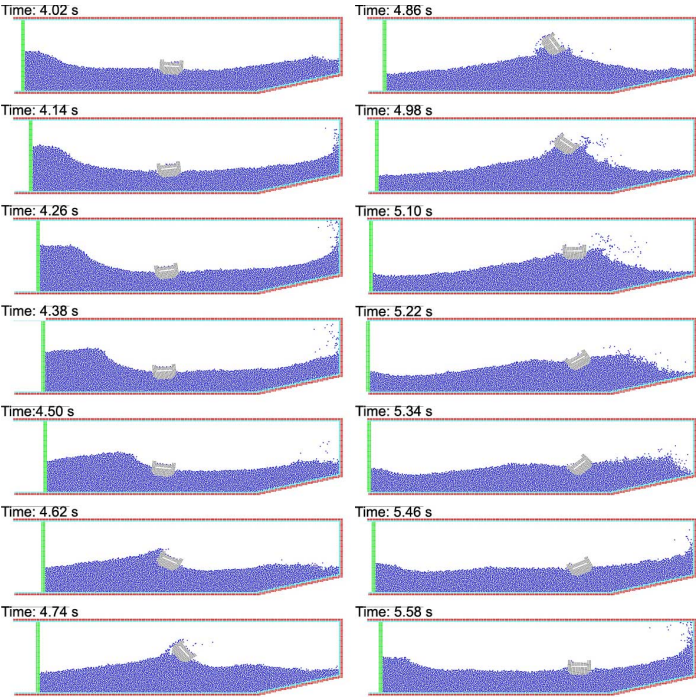 Time: 4.02 s
Time: 4.14 s
Time: 4.26 s
Time: 4.38 s
Time:4.50 s
Time: 4.62 s
Time: 4.74 s
Time: 4.86 s
Time: 4.98 s
Time: 5.10 s
Time: 5.22 s
Time: 5.34 s
Time: 5.46 s
Time: 5.58 s